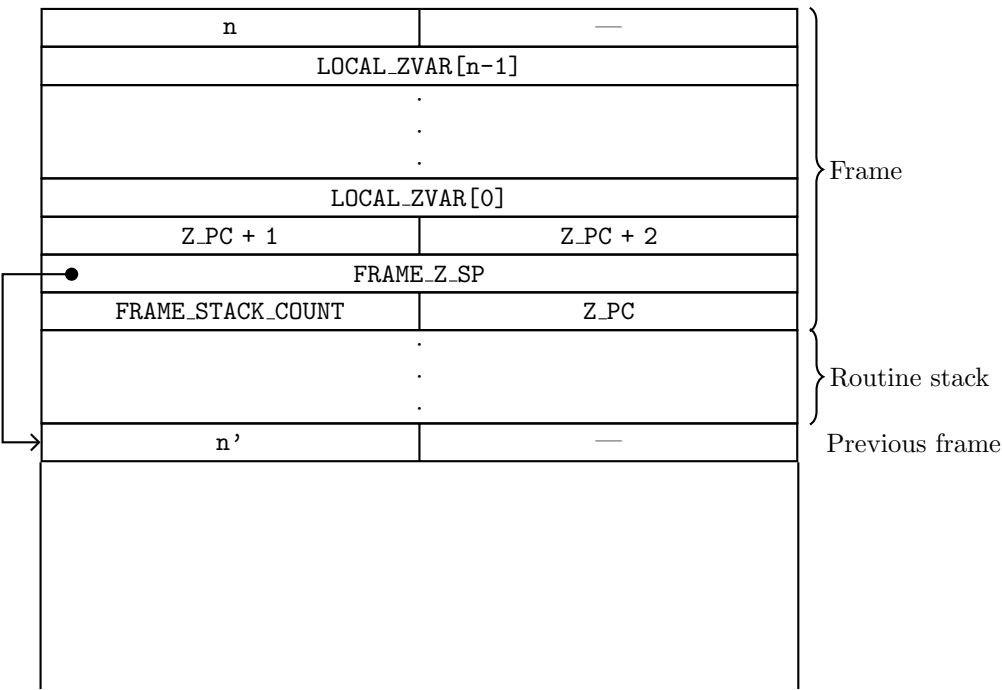 n —
LOCAL_ZVAR[n-1]
.
.
.
Frame
LOCAL_ZVAR[0]
Z_PC + 1 Z_PC + 2
FRAME_Z_SP
FRAME_STACK_COUNT Z_PC
.
.
.
Routine stack
n’ — Previous frame